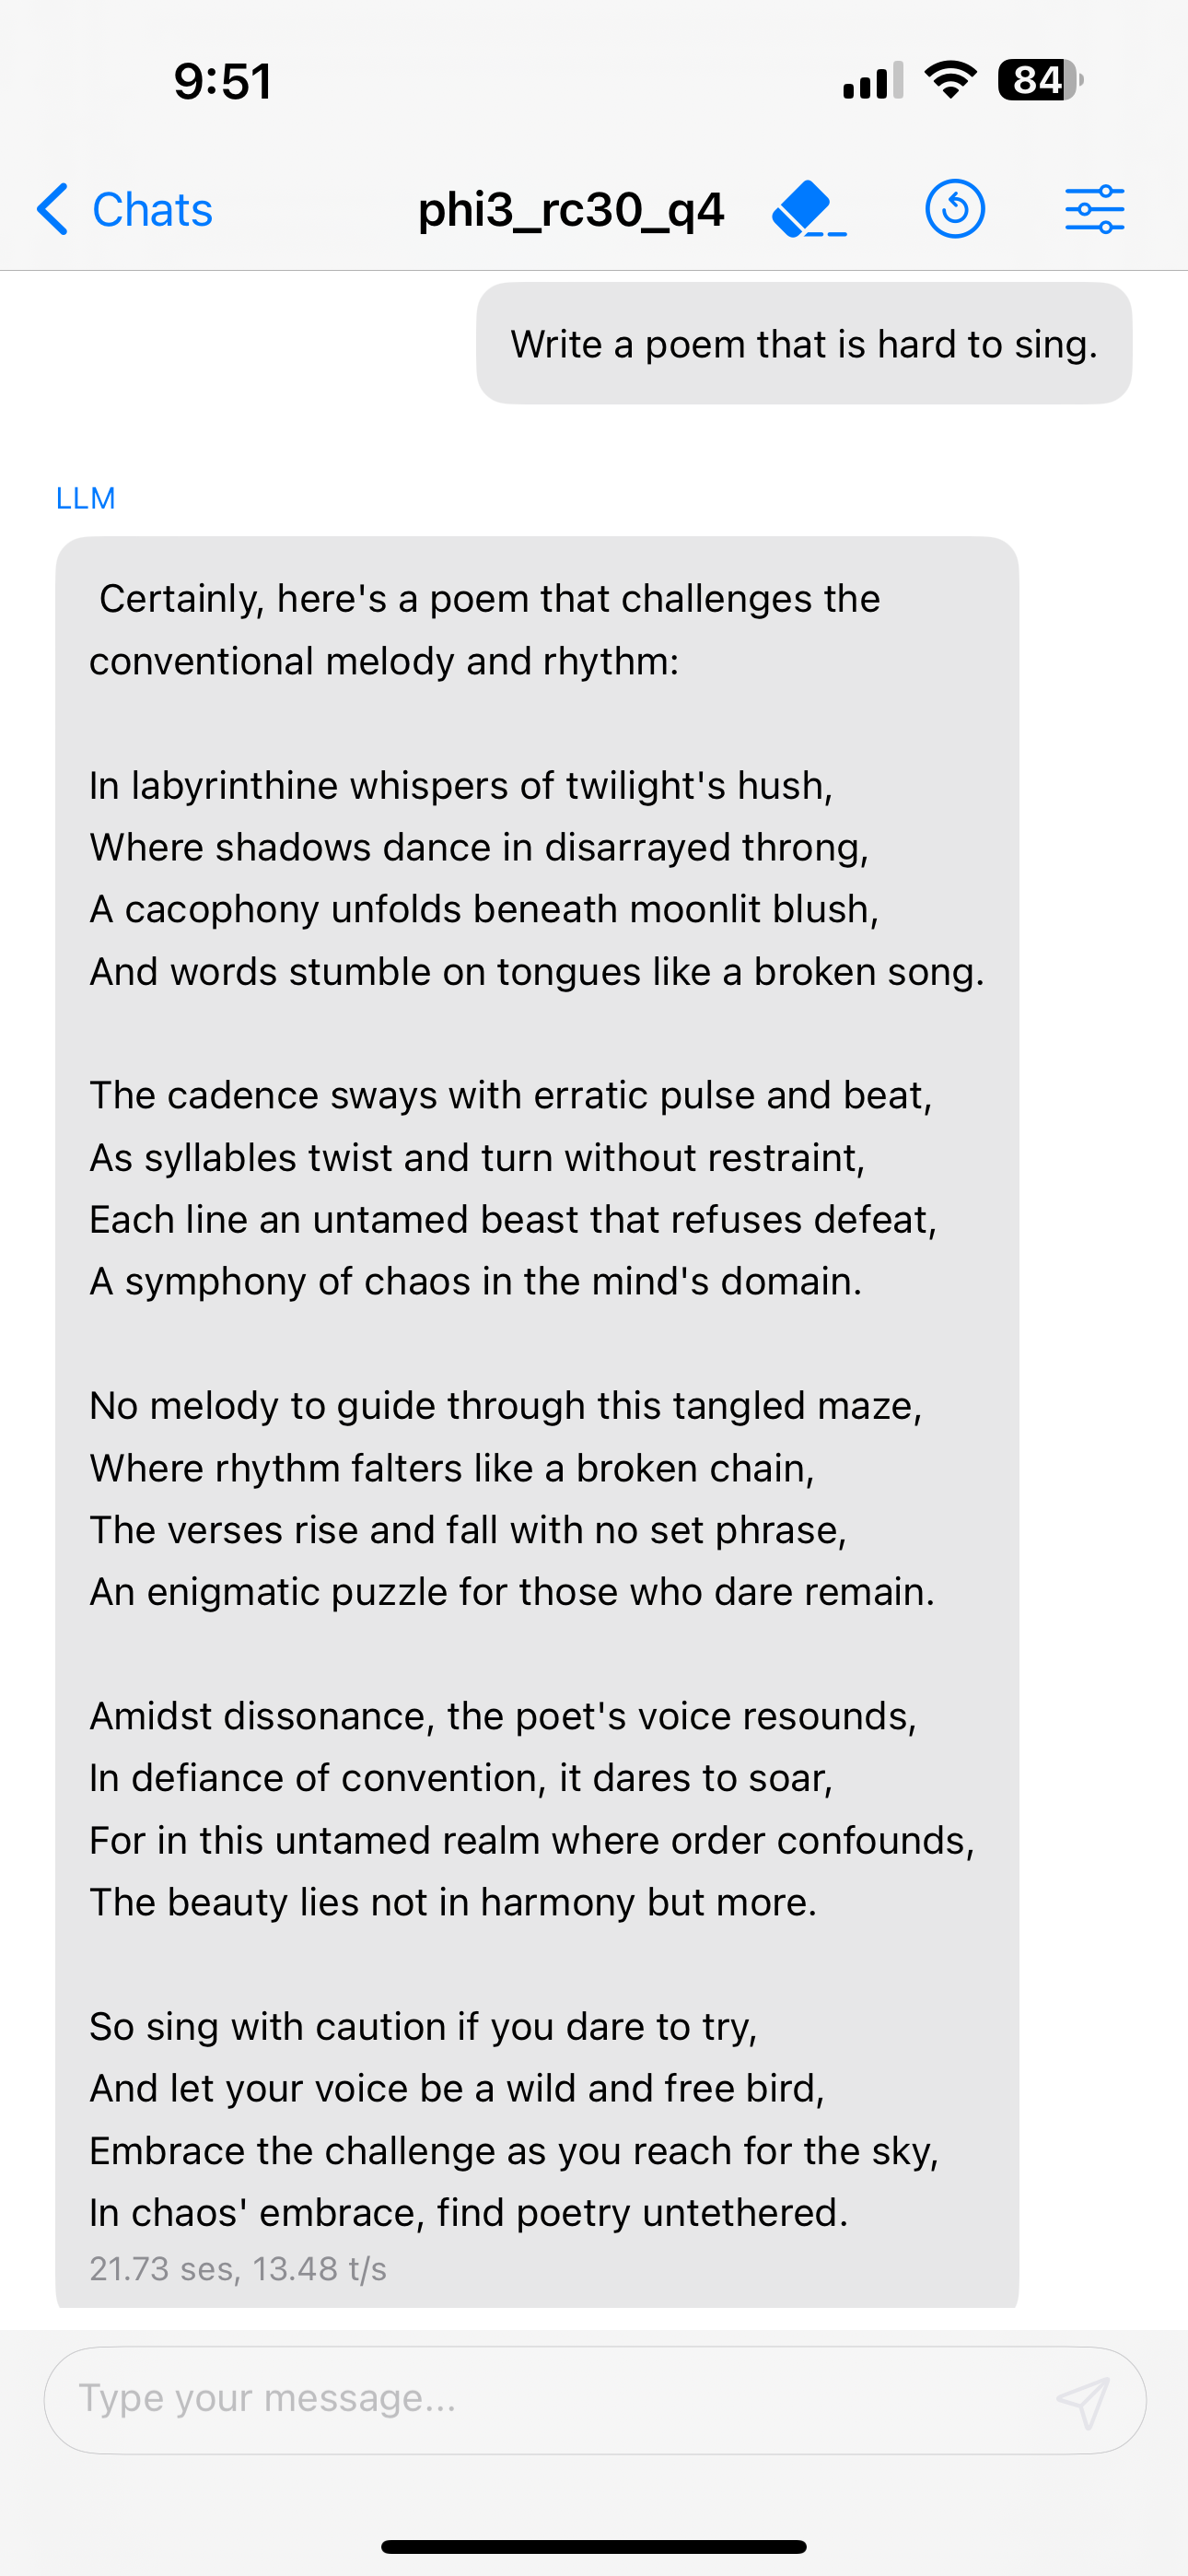 9:51
84
Chats
phi3_rc30_q4
Write a poem that is hard to sing.
LLM
Certainly, here's a poem that challenges the
conventional melody and rhythm:
In labyrinthine whispers of twilight's hush,
Where shadows dance in disarrayed throng,
A cacophony unfolds beneath moonlit blush,
And words stumble on tongues like a broken song.
The cadence sways with erratic pulse and beat,
As syllables twist and turn without restraint,
Each line an untamed beast that refuses defeat,
A symphony of chaos in the mind's domain.
No melody to guide through this tangled maze,
Where rhythm falters like a broken chain,
The verses rise and fall with no set phrase,
An enigmatic puzzle for those who dare remain.
Amidst dissonance, the poet's voice resounds,
In defiance of convention, it dares to soar,
For in this untamed realm where order confounds,
The beauty lies not in harmony but more.
So sing with caution if you dare to try,
And let your voice be a wild and free bird,
Embrace the challenge as you reach for the sky,
In chaos' embrace, find poetry untethered.
21.73 ses, 13.48 t/s
Type your message...